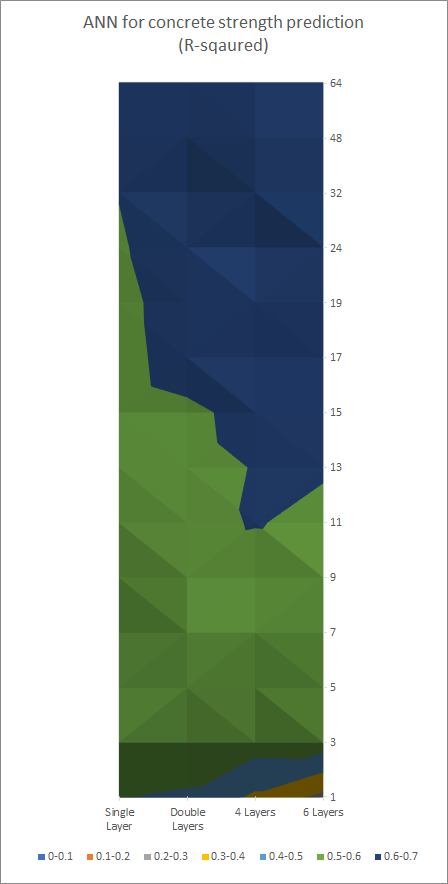 ANN for concrete strength prediction
(R-sqaured)
64
48
32
24
19
17
15
13
11
9
7
5
3
1
Single
Layer
Double
Layers
4 Layers
6 Layers
0-0.1
0.1-0.2
0.2-0.3
0.3-0.4
0.4-0.5
0.5-0.6
0.6-0.7